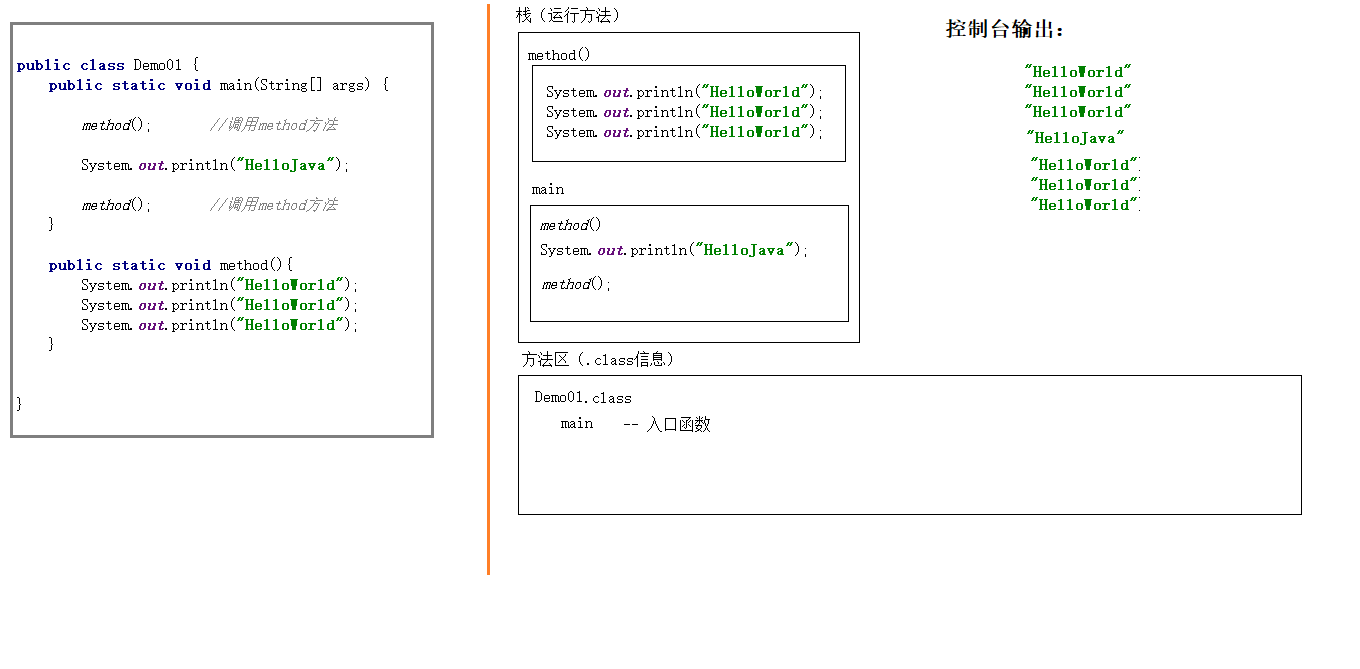 public class Demo01 {
public static void main(String[] args) {
method(); //调用method方法
System.out.println("HelloJava");
method(); //调用method方法
}
public static void method(){
System.out.println("HelloWorld");
System.out.println("HelloWorld");
System.out.println("HelloWorld");
}
}
栈（运行方法）
method()
System.out.println("HelloWorld");
System.out.println("HelloWorld");
System.out.println("HelloWorld");
main
method()
System.out.println("HelloJava");
method();
方法区（.class信息）
Demo01.class
main -- 入口函数
控制台输出：
"HelloWorld"
"HelloWorld"
"HelloWorld"
"HelloJava"
"HelloWorld"
"HelloWorld"
"HelloWorld"